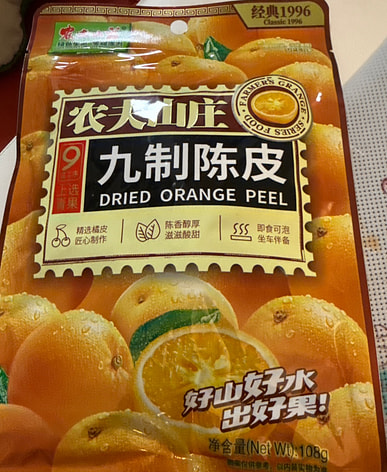 经典1996
Classic 1996
农夫山庄
FARMER'S GRANGE
SERIES FOOD
九制陈皮
DRIED ORANGE PEEL
精选橘皮
匠心制作
陈香醇厚
滋滋酸甜
即食可泡
坐车伴备
好山好水
出好果!
净含量(Net Wt):108g